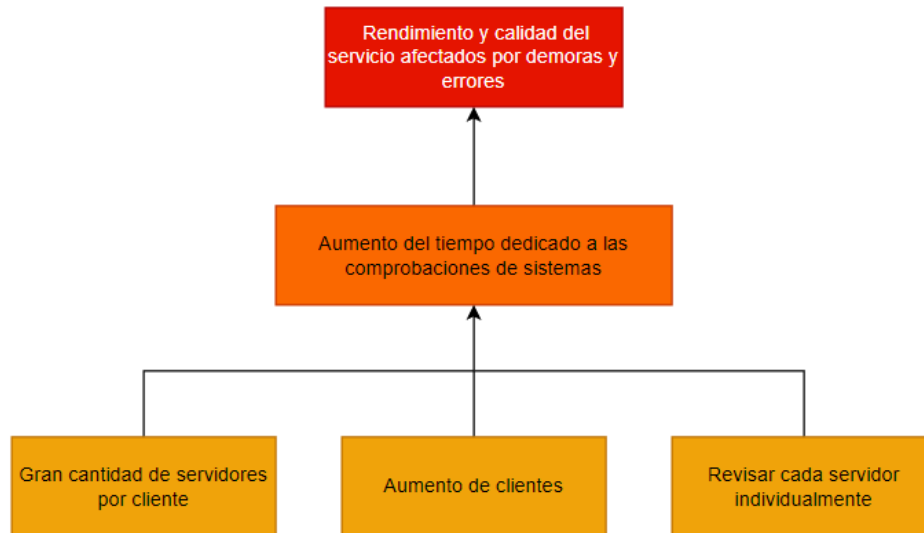 Rendimiento y calidad del
servicio afectados por demoras y
errores
Aumento del tiempo dedicado a las
comprobaciones de sistemas
Gran cantidad de servidores
por cliente
Aumento de clientes
Revisar cada servidor
individualmente